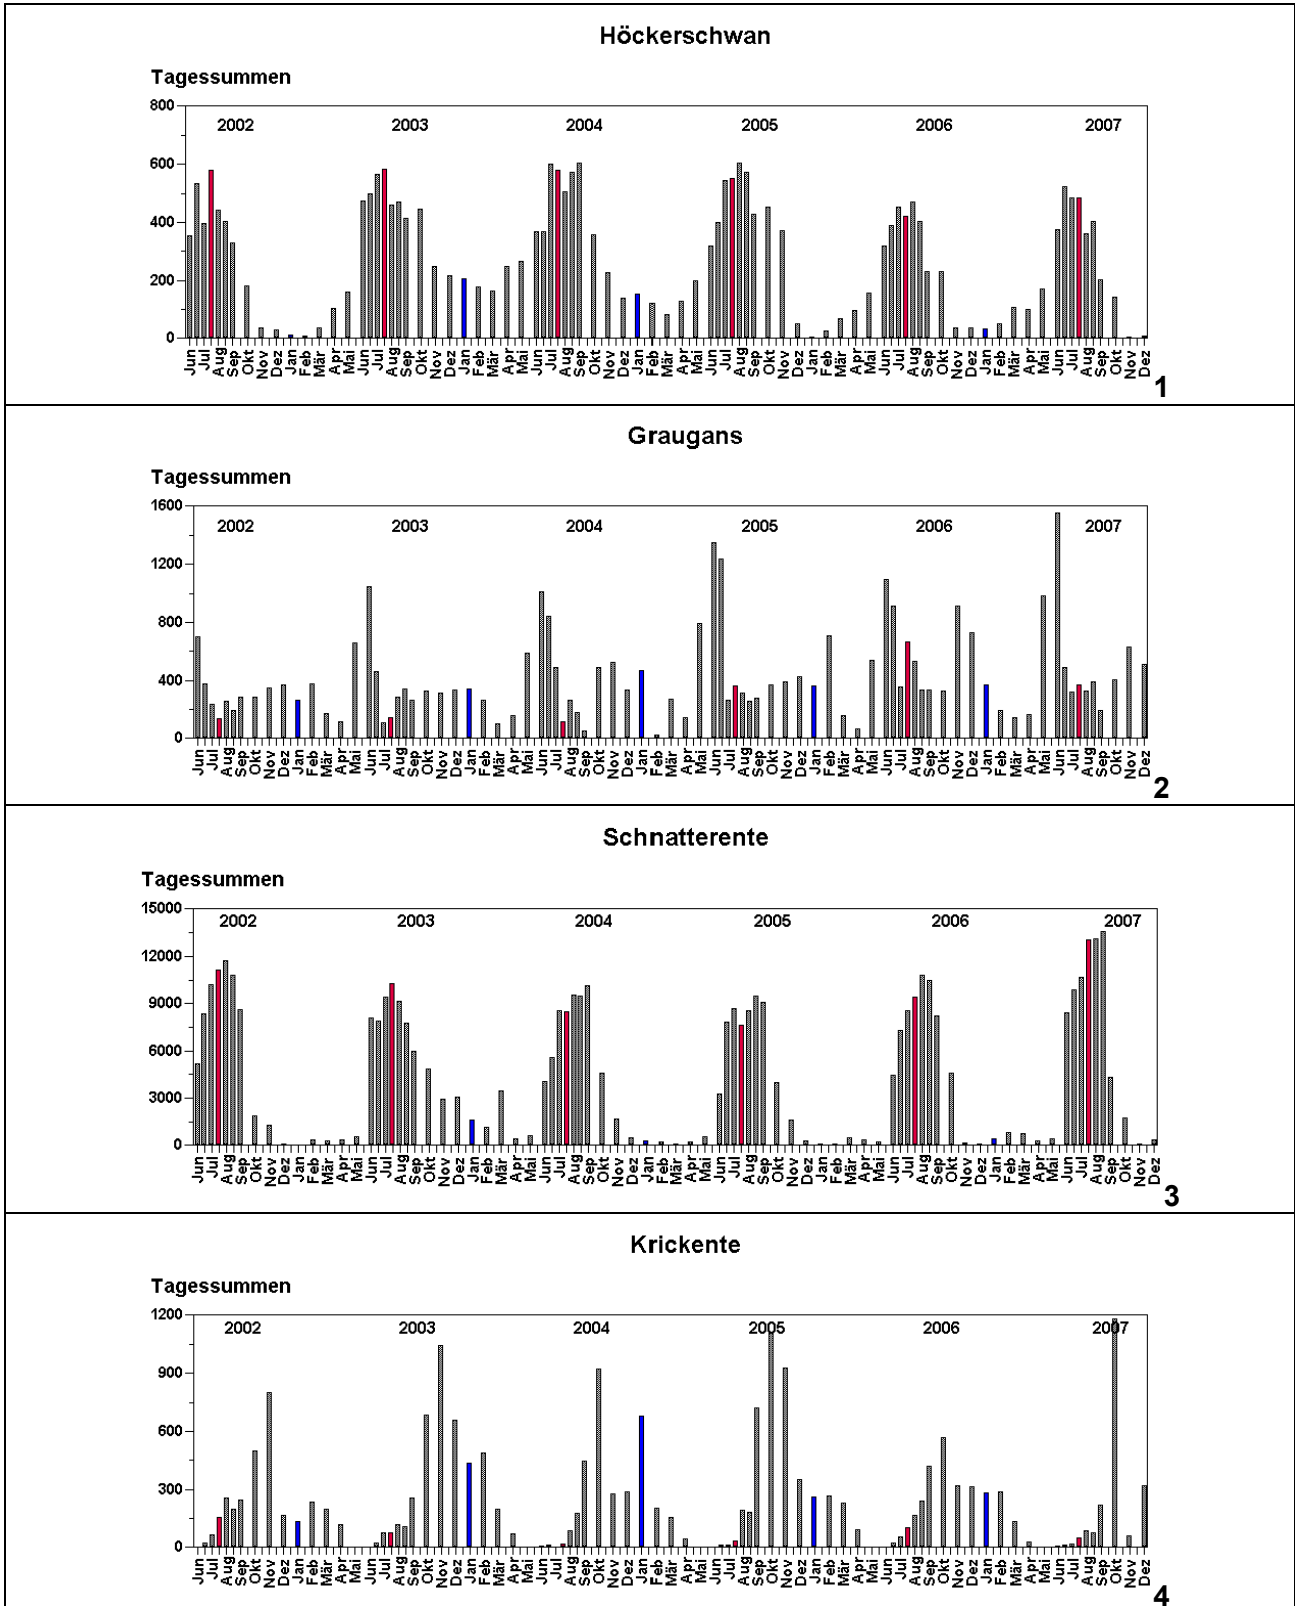 Höckerschwan
Tagessummen
800
2002 2003 2004 2005 2006 2007
600
400
200
0
Jun Jul Aug Sep Okt Nov Dez Jan Feb Mär Apr Mai Jun Jul Aug Sep Okt Nov Dez Jan Feb Mär Apr Mai Jun Jul Aug Sep Okt Nov Dez Jan Feb Mär Apr Mai Jun Jul Aug Sep Okt Nov Dez Jan Feb Mär Apr Mai Jun Jul Aug Sep Okt Nov Dez Jan Feb Mär Apr Mai Jun Jul Aug Sep Okt Nov Dez
1
Graugans
Tagessummen
1600
2002 2003 2004 2005 2006 2007
1200
800
400
0
Jun Jul Aug Sep Okt Nov Dez Jan Feb Mär Apr Mai Jun Jul Aug Sep Okt Nov Dez Jan Feb Mär Apr Mai Jun Jul Aug Sep Okt Nov Dez Jan Feb Mär Apr Mai Jun Jul Aug Sep Okt Nov Dez Jan Feb Mär Apr Mai Jun Jul Aug Sep Okt Nov Dez Jan Feb Mär Apr Mai Jun Jul Aug Sep Okt Nov Dez
2
Schnatterente
Tagessummen
15000
2002 2003 2004 2005 2006 2007
12000
9000
6000
3000
0
Jun Jul Aug Sep Okt Nov Dez Jan Feb Mär Apr Mai Jun Jul Aug Sep Okt Nov Dez Jan Feb Mär Apr Mai Jun Jul Aug Sep Okt Nov Dez Jan Feb Mär Apr Mai Jun Jul Aug Sep Okt Nov Dez Jan Feb Mär Apr Mai Jun Jul Aug Sep Okt Nov Dez Jan Feb Mär Apr Mai Jun Jul Aug Sep Okt Nov Dez
3
Krickente
Tagessummen
1200
2002 2003 2004 2005 2006 2007
900
600
300
0
Jun Jul Aug Sep Okt Nov Dez Jan Feb Mär Apr Mai Jun Jul Aug Sep Okt Nov Dez Jan Feb Mär Apr Mai Jun Jul Aug Sep Okt Nov Dez Jan Feb Mär Apr Mai Jun Jul Aug Sep Okt Nov Dez Jan Feb Mär Apr Mai Jun Jul Aug Sep Okt Nov Dez Jan Feb Mär Apr Mai Jun Jul Aug Sep Okt Nov Dez
4